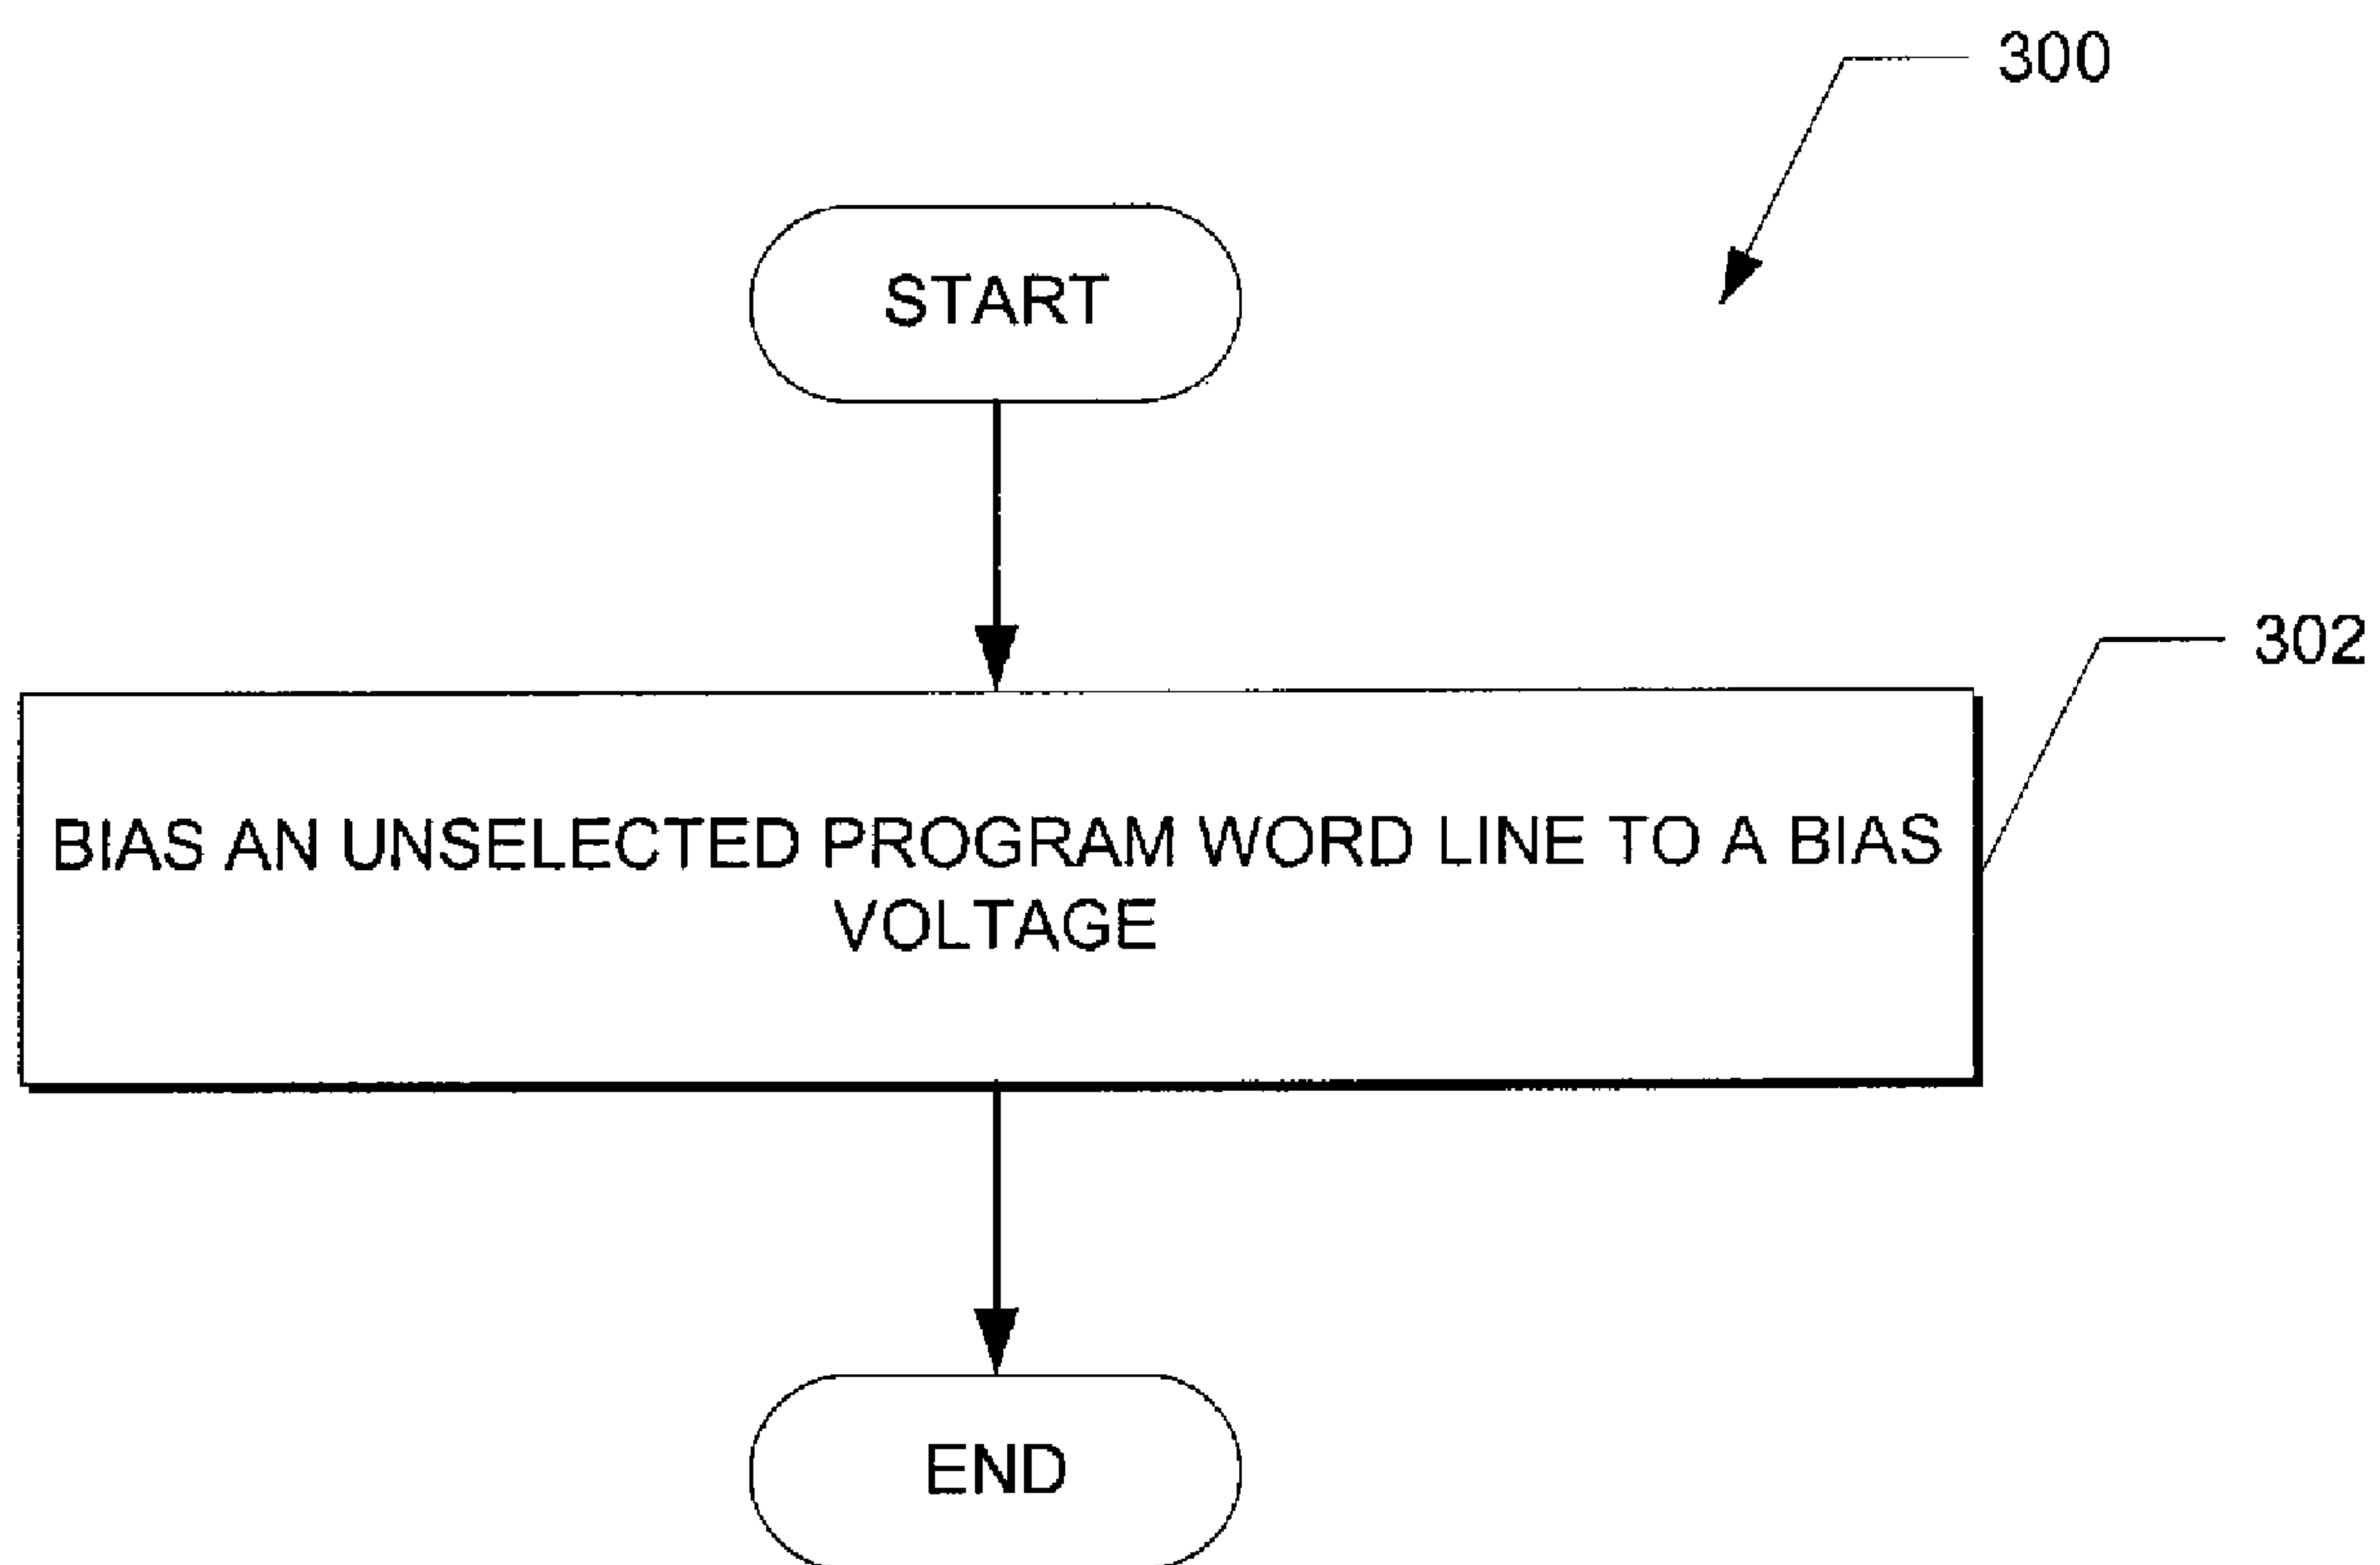 300
START
302
BIAS AN UNSELECTED PROGRAM WORD LINE TO A BIAS
VOLTAGE
END